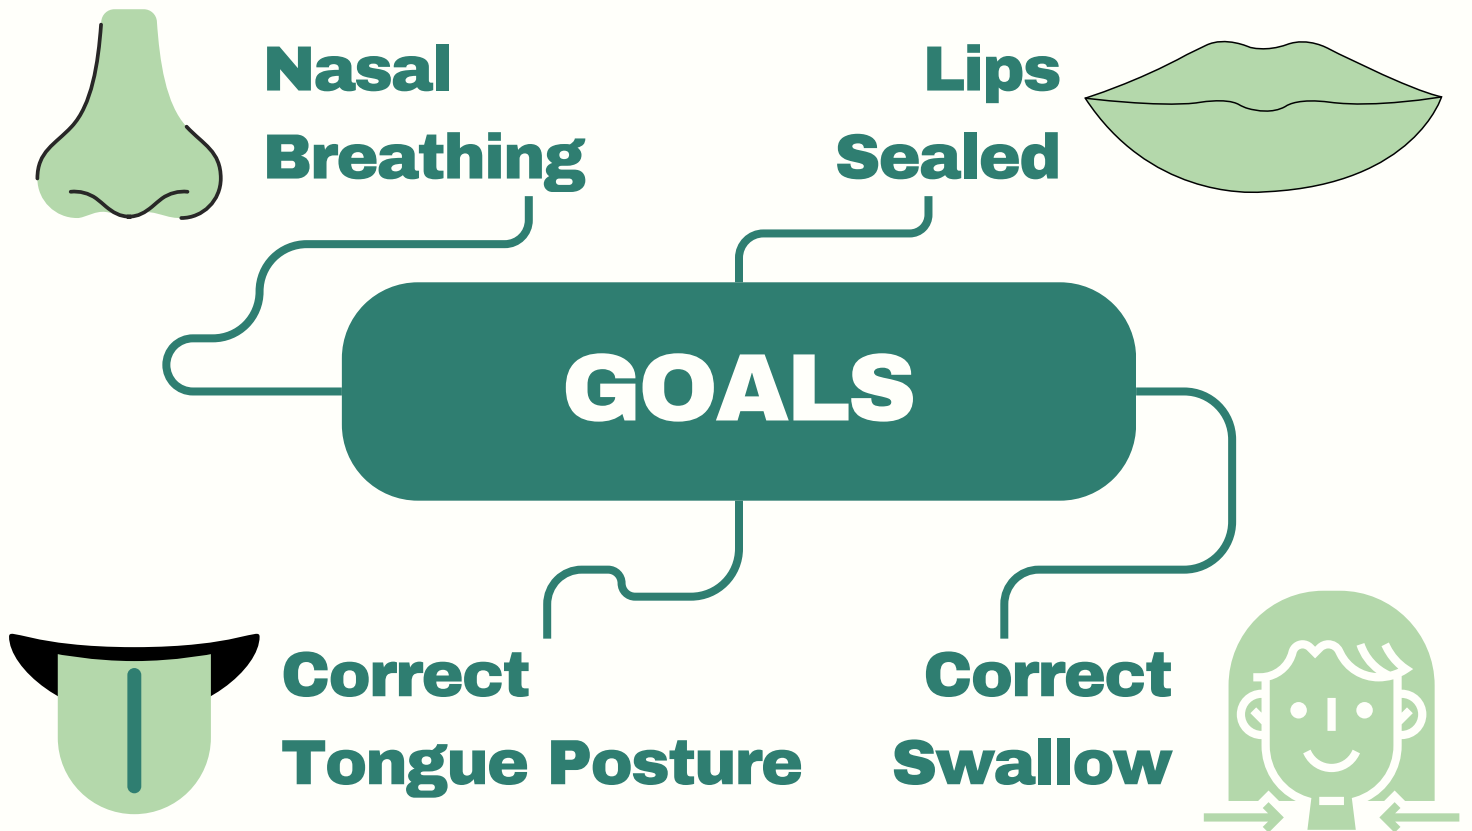 Nasal
Breathing
Lips
Sealed
GOALS
Correct
Tongue Posture
Correct
Swallow